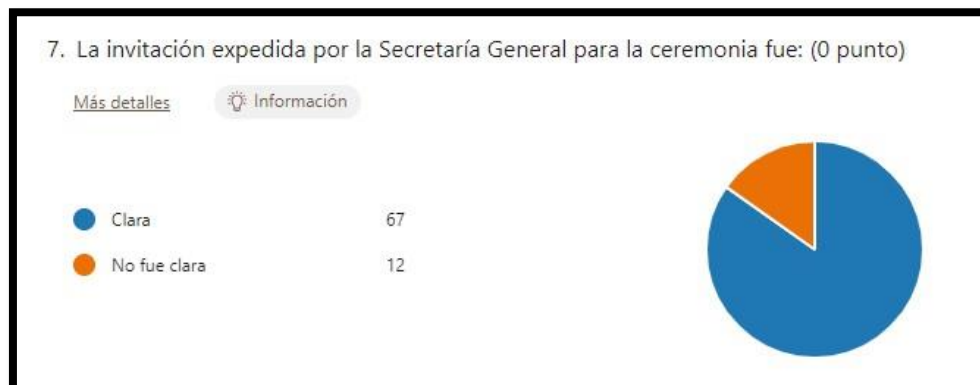 7. La invitación expedida por la Secretaría General para la ceremonia fue: (0 punto)
Más detalles Información
Clara 67
No fue clara 12